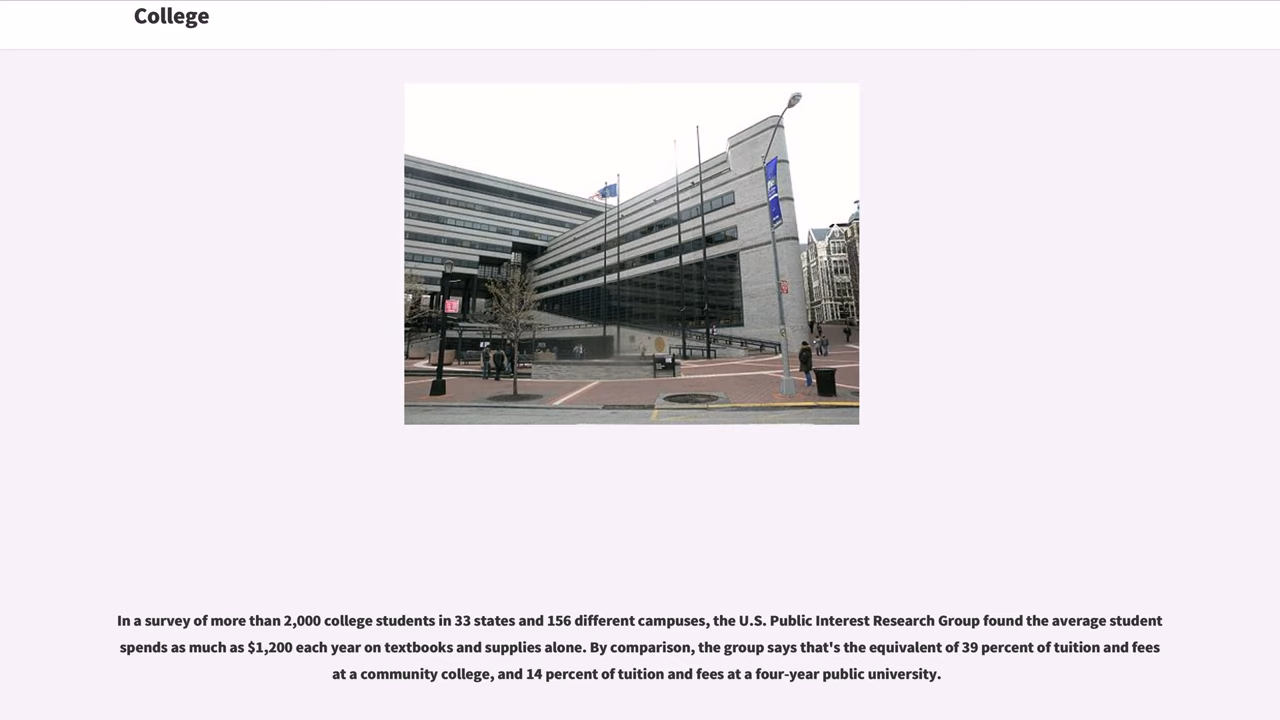 College
In a survey of more than 2,000 college students in 33 states and 156 different campuses, the U.S. Public Interest Research Group found the average student
spends as much as $1,200 each year on textbooks and supplies alone. By comparison, the group says that's the equivalent of 39 percent of tuition and fees
at a community college, and 14 percent of tuition and fees at a four-year public university.